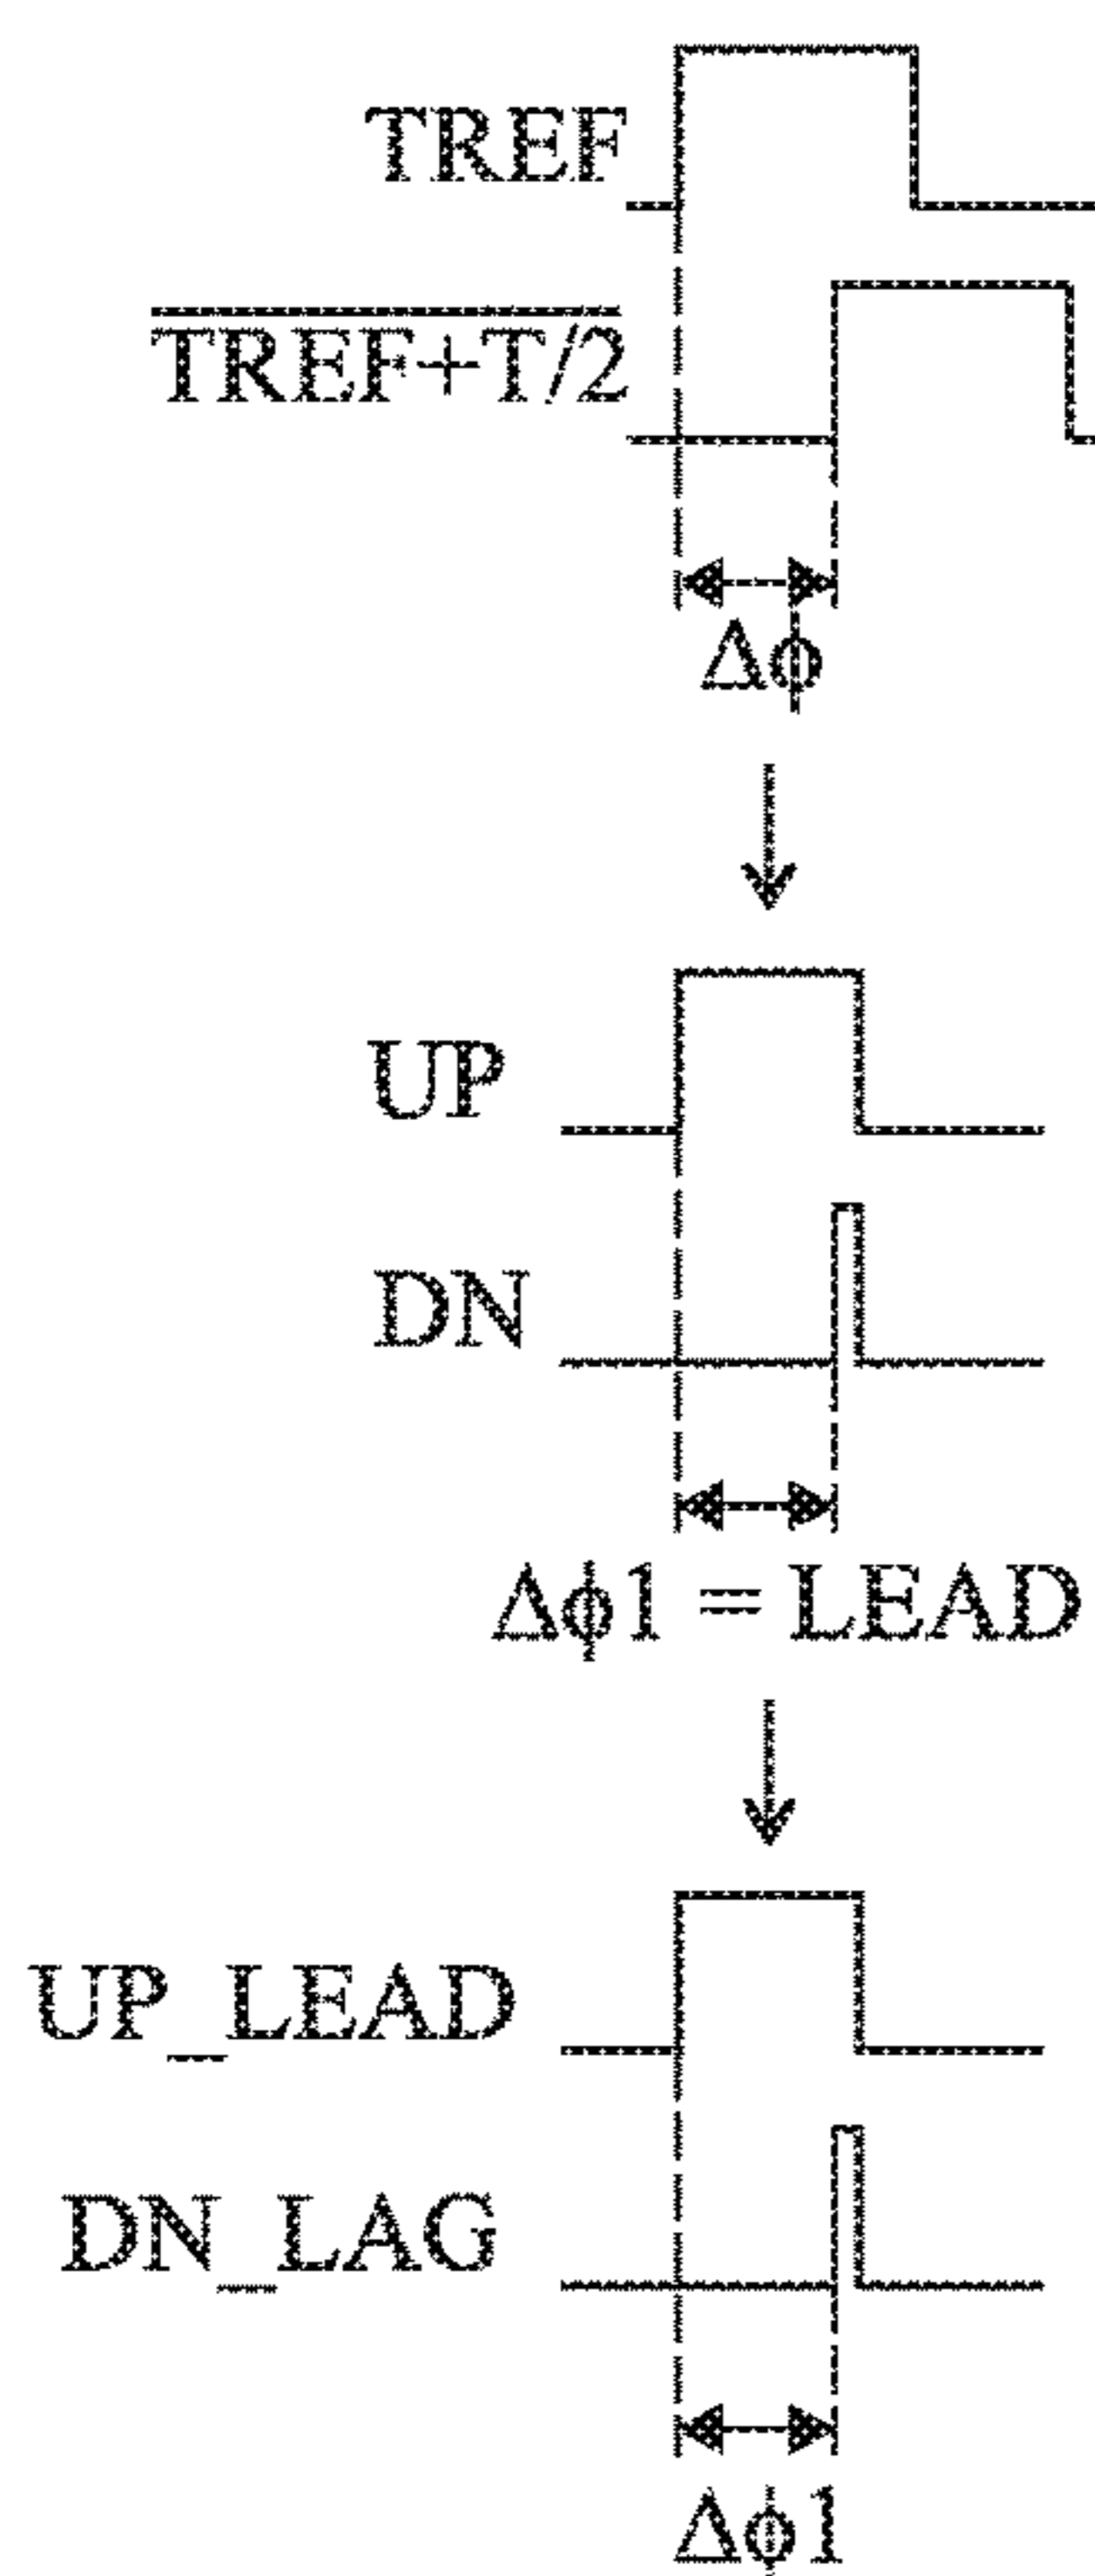 TREF
TREF+T/2
Δϕ
UP
DN
Δϕ1 = LEAD
UP_LEAD
DN_LAG
Δϕ1